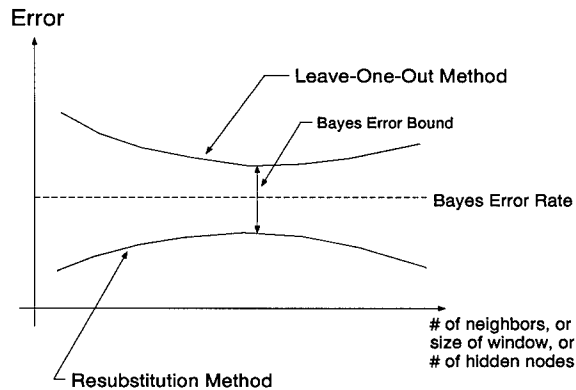 Error
Leave-One-Out Method
Bayes Error Bound
Bayes Error Rate
# of neighbors, or
size of window, or
# of hidden nodes
Resubstitution Method